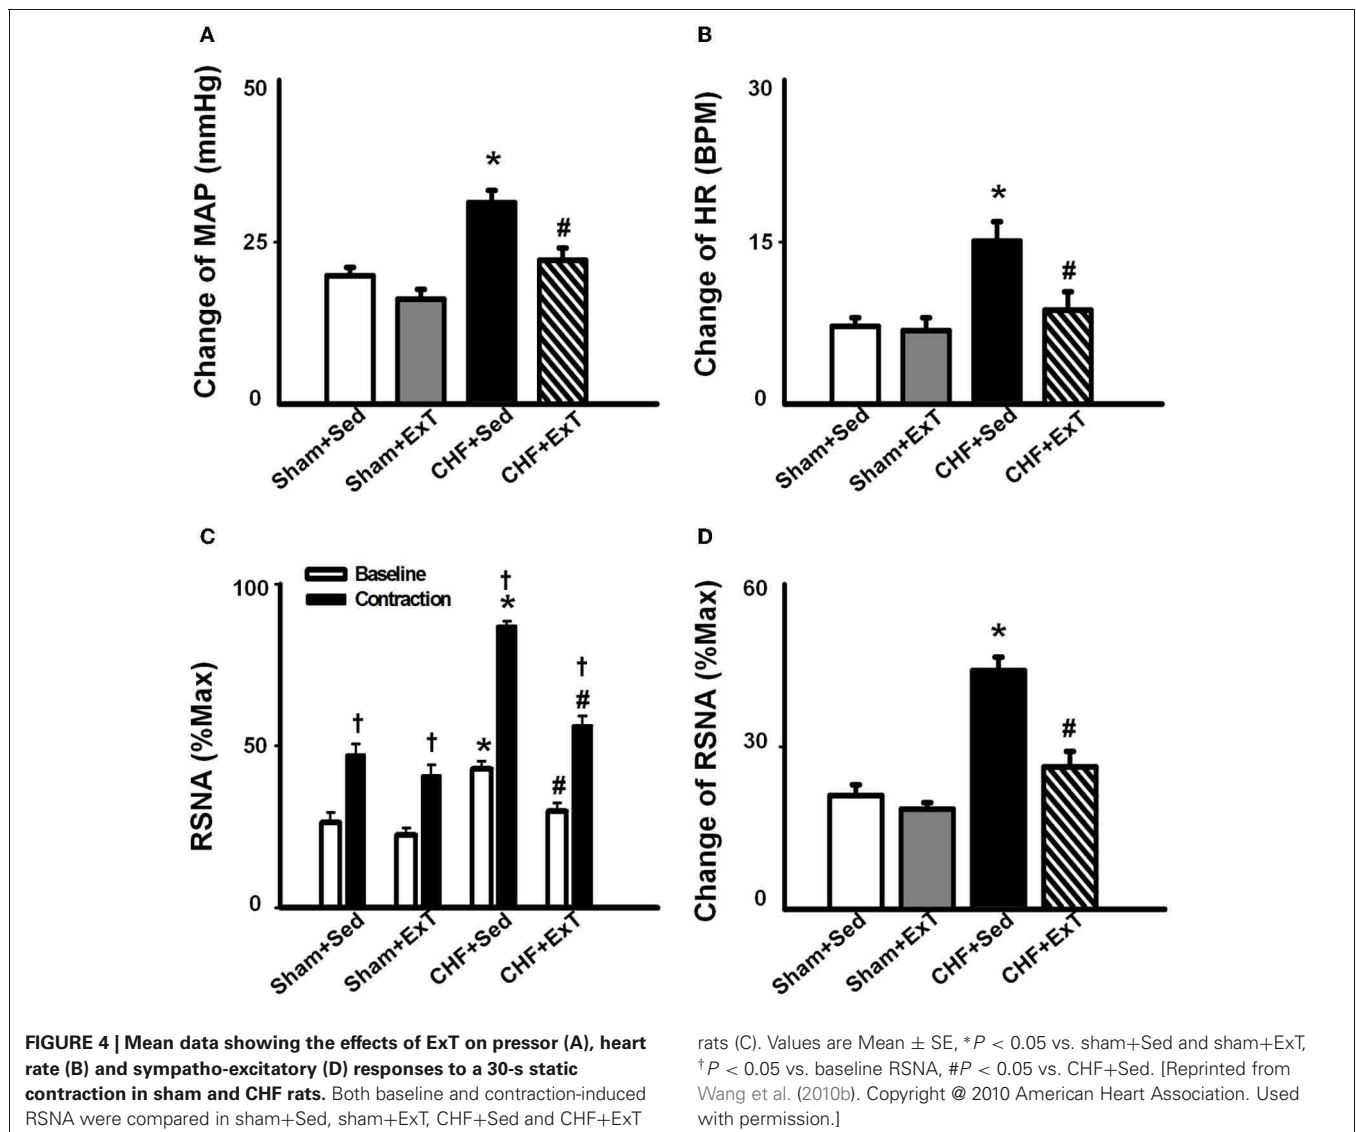 A
Change of MAP (mmHg)
50
25
0
*
#
Sham+Sed
Sham+ExT
CHF+Sed
CHF+ExT
B
Change of HR (BPM)
30
15
0
*
#
Sham+Sed
Sham+ExT
CHF+Sed
CHF+ExT
C
Baseline
Contraction
RSNA (%Max)
100
50
0
†
†
*
†
*
#
†
#
Sham+Sed
Sham+ExT
CHF+Sed
CHF+ExT
D
Change of RSNA (%Max)
60
30
0
*
#
Sham+Sed
Sham+ExT
CHF+Sed
CHF+ExT
FIGURE 4 | Mean data showing the effects of ExT on pressor (A), heart
rate (B) and sympatho-excitatory (D) responses to a 30-s static
contraction in sham and CHF rats. Both baseline and contraction-induced
RSNA were compared in sham+Sed, sham+ExT, CHF+Sed and CHF+ExT
rats (C). Values are Mean ± SE, *P < 0.05 vs. sham+Sed and sham+ExT,
†P < 0.05 vs. baseline RSNA, #P < 0.05 vs. CHF+Sed. [Reprinted from
Wang et al. (2010b). Copyright @ 2010 American Heart Association. Used
with permission.]